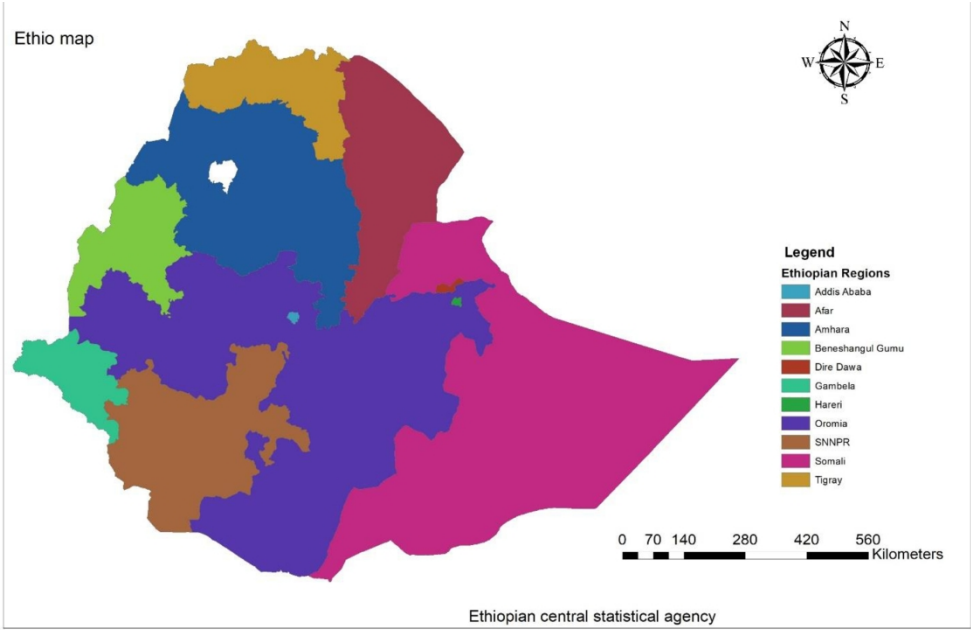 Ethio map
N
W E
S
Legend
Ethiopian Regions
Addis Ababa
Afar
Amhara
Beneshangul Gumu
Dire Dawa
Gambela
Hareri
Oromia
SNNPR
Somali
Tigray
0 70 140 280 420 560
Kilometers
Ethiopian central statistical agency